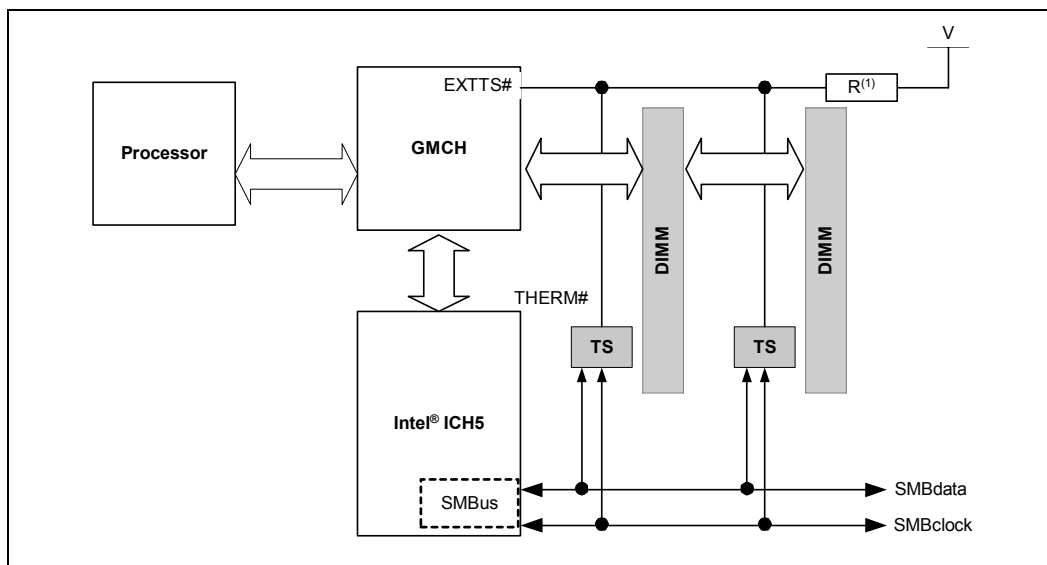 V
EXTTS#
R(1)
Processor
GMCH
DIMM
DIMM
THERM#
TS
TS
Intel® ICH5
SMBus
SMBdata
SMBclock